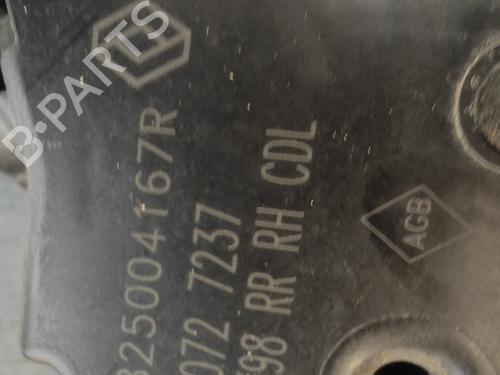 825004167R
072 7237
98 RR RH CDL
AGB
B-PARTS